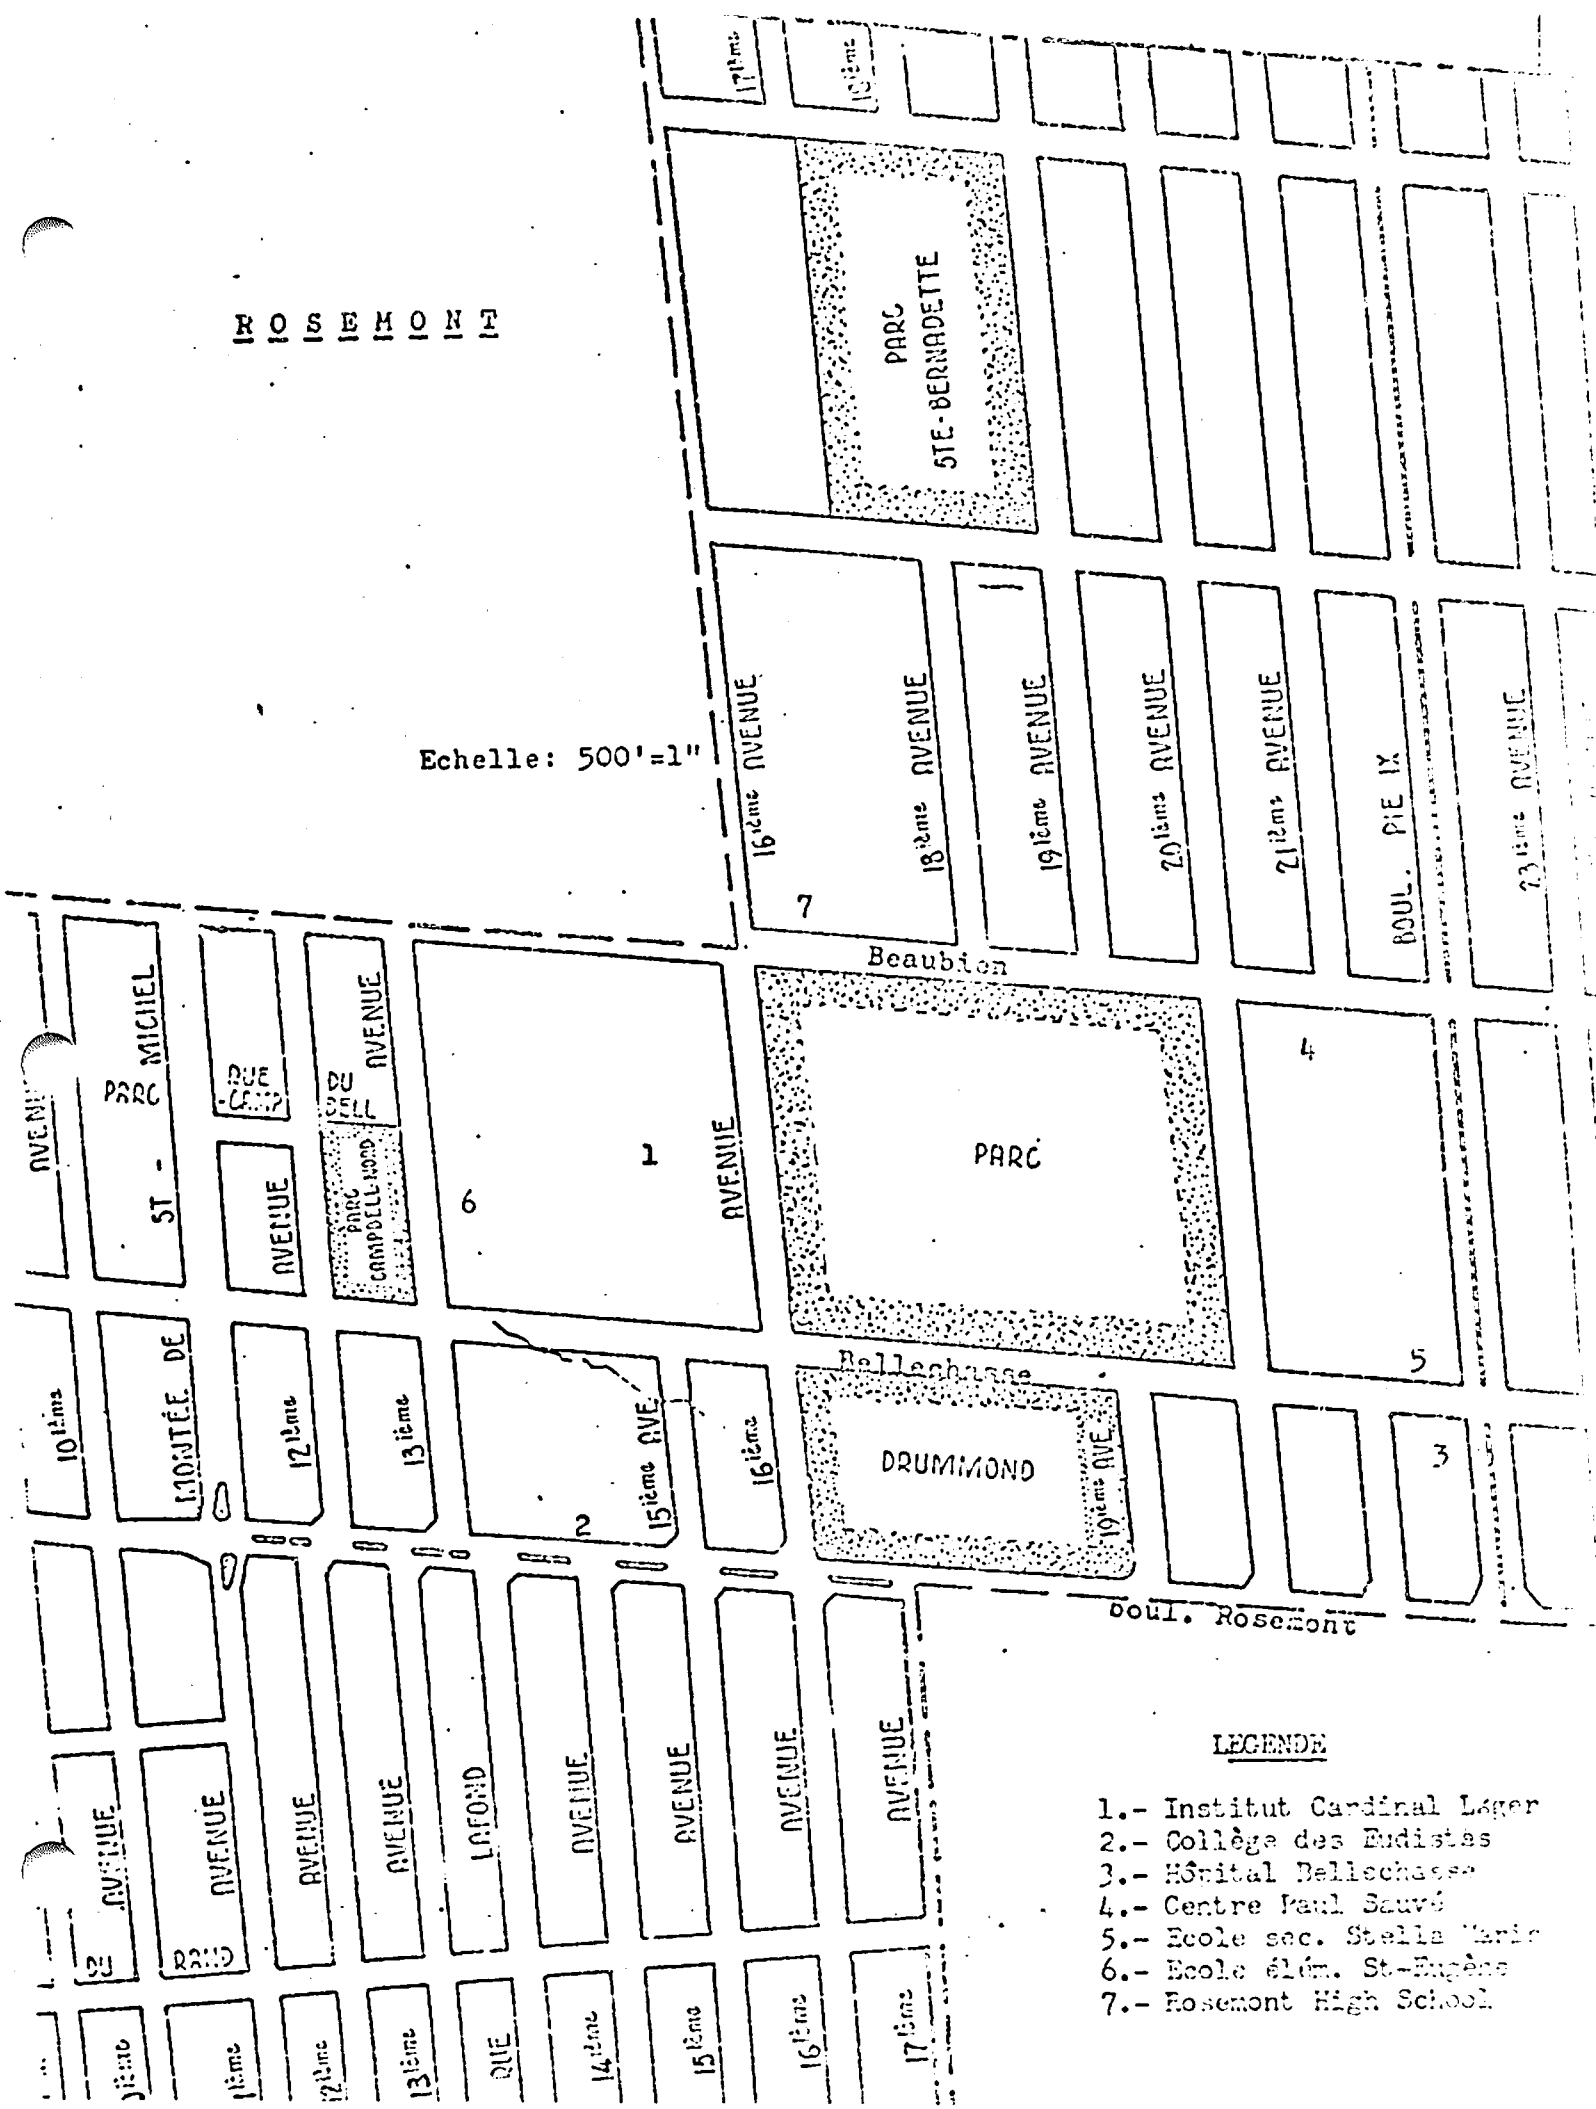 17ième
18ième
PARC
STE-BERNADETTE
ROSEMONT
Echelle: 500'=1"
16ième AVENUE
18ième AVENUE
19ième AVENUE
20ième AVENUE
21ième AVENUE
BOUL. PIE IX
23ième AVENUE
7
Beaubien
PARC
ST - MICHEL
AVENUE
AVENUE
PARC
CAMPBELL NORD
6
1
AVENUE
PARC
4
5
Bellechasse
10ième
MONTÉE DE
12ième
13ième
2
15ième AVE
16ième
DRUMMOND
19ième AVE
3
boul. Rosemont
AVENUE
AVENUE
AVENUE
AVENUE
LAFOND
AVENUE
AVENUE
AVENUE
AVENUE
RAND
12ième
13ième
QUE
14ième
15ième
16ième
17ième
LEGENDE
1.- Institut Cardinal Léger
2.- Collège des Eudistes
3.- Hôpital Bellechasse
4.- Centre Paul Sauvé
5.- Ecole sec. Stella Maris
6.- Ecole élém. St-Eugène
7.- Rosemont High School